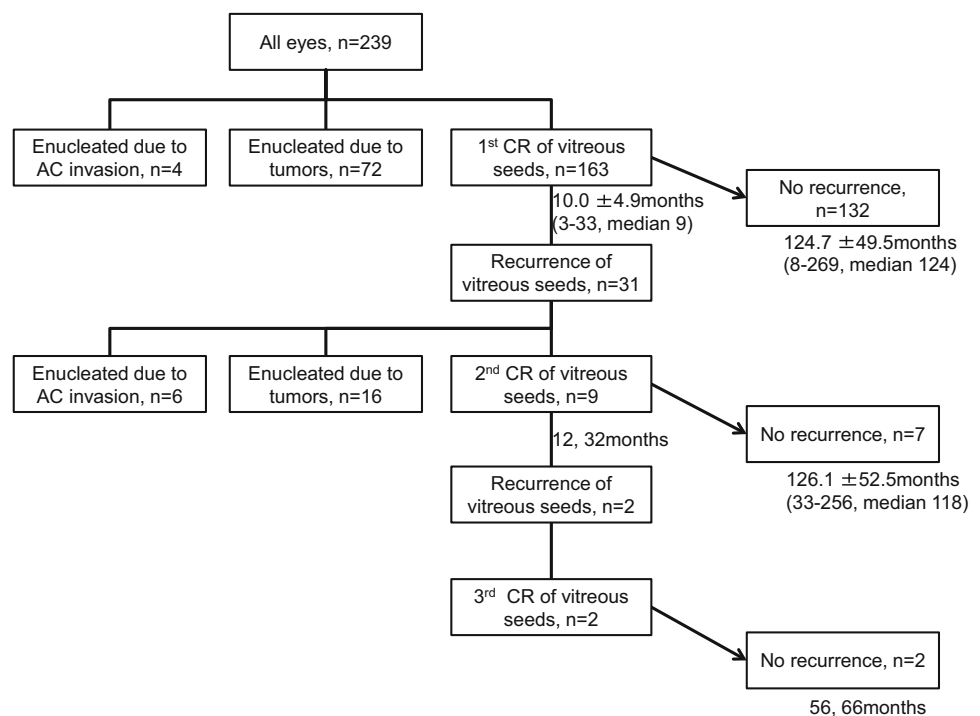 All eyes, n=239
Enucleated due to
AC invasion, n=4
Enucleated due to
tumors, n=72
1st CR of vitreous
seeds, n=163
No recurrence,
n=132
10.0 ±4.9months
(3-33, median 9)
124.7 ±49.5months
(8-269, median 124)
Recurrence of
vitreous seeds, n=31
Enucleated due to
AC invasion, n=6
Enucleated due to
tumors, n=16
2nd CR of vitreous
seeds, n=9
No recurrence, n=7
12, 32months
126.1 ±52.5months
(33-256, median 118)
Recurrence of
vitreous seeds, n=2
3rd CR of vitreous
seeds, n=2
No recurrence, n=2
56, 66months